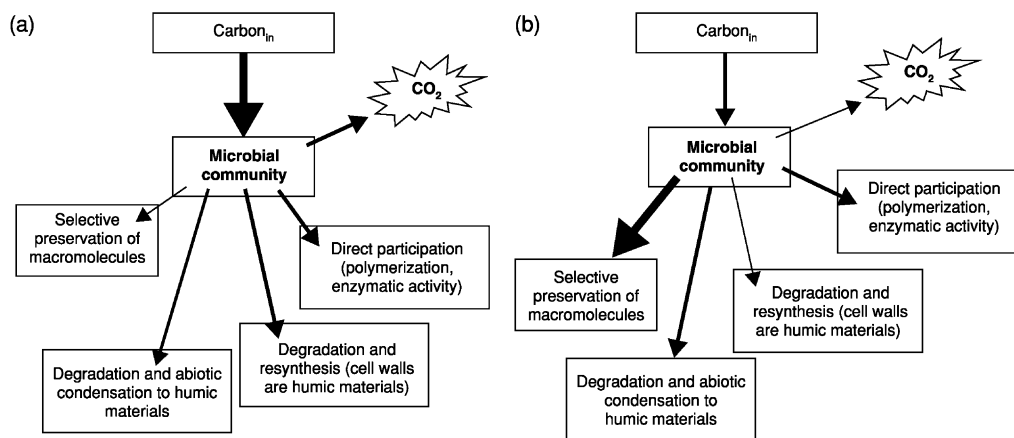 (a)
Carbonin
CO2
Microbial
community
Selective
preservation of
macromolecules
Direct participation
(polymerization,
enzymatic activity)
Degradation and
resynthesis (cell walls
are humic materials)
Degradation and abiotic
condensation to humic
materials
(b)
Carbonin
CO2
Microbial
community
Direct participation
(polymerization,
enzymatic activity)
Selective
preservation of
macromolecules
Degradation and
resynthesis (cell walls
are humic materials)
Degradation and abiotic
condensation to
humic materials